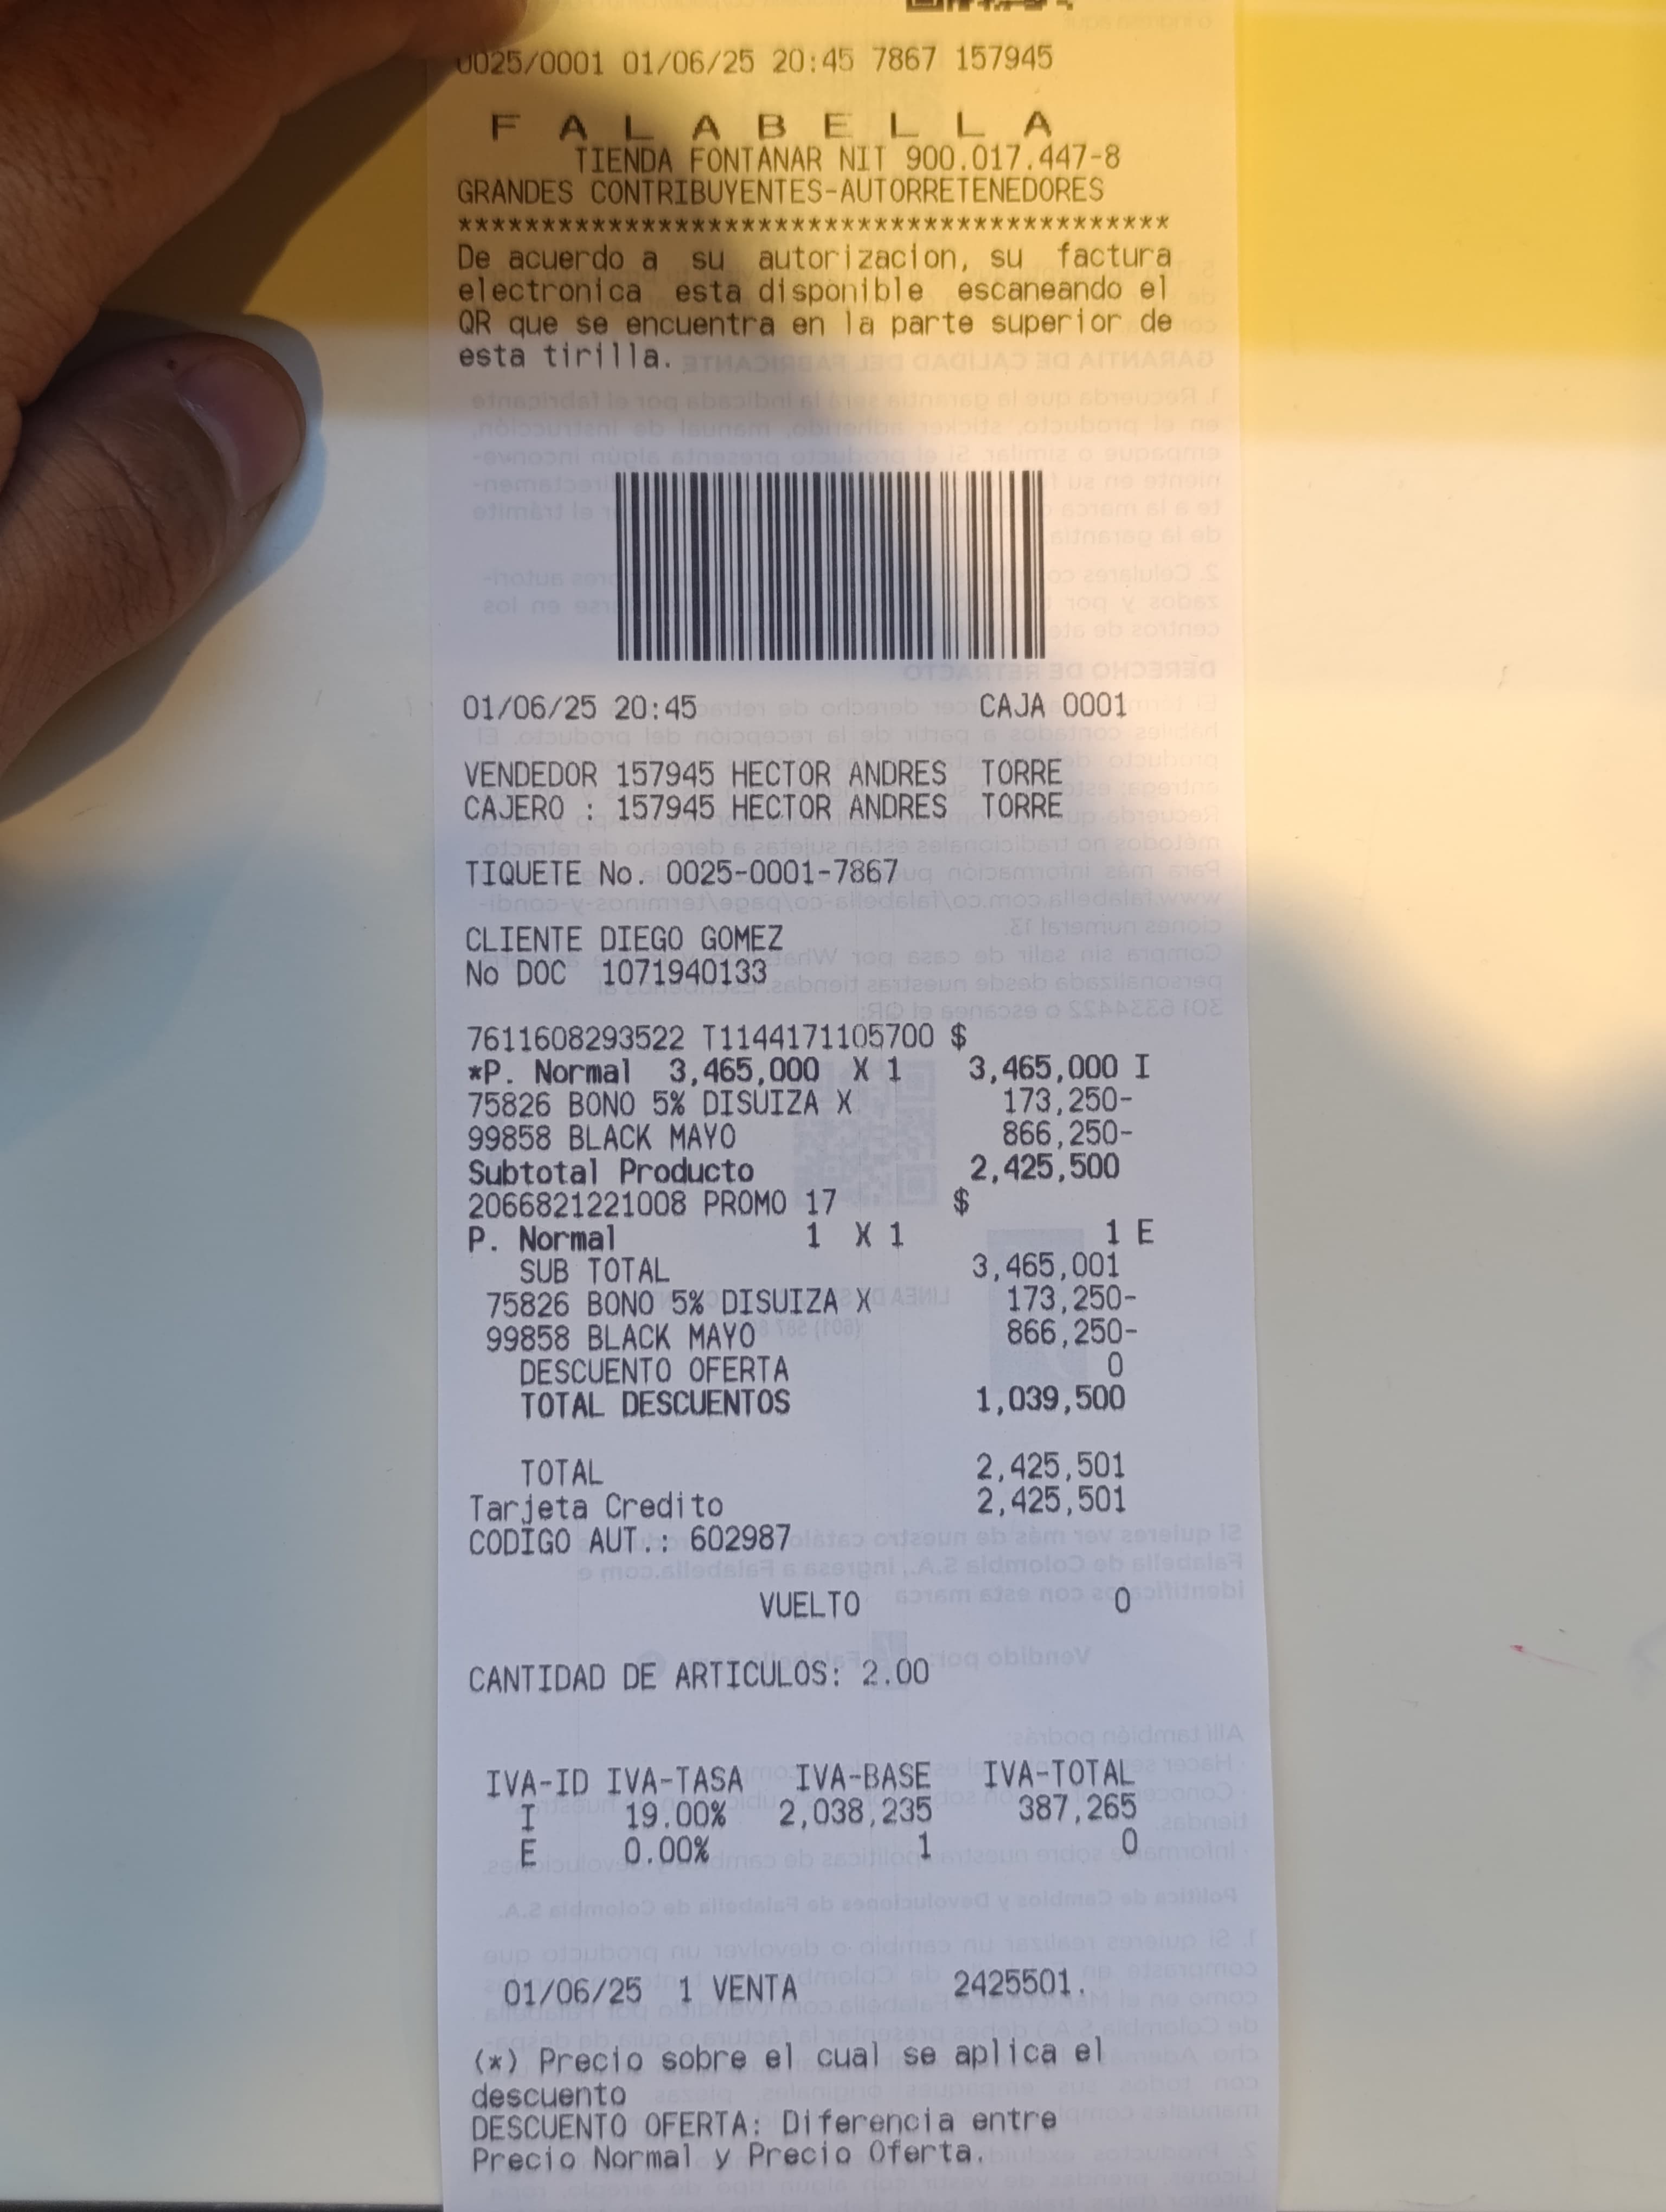 0025/0001 01/06/25 20:45 7867 157945
F A L A B E L L A
TIENDA FONTANAR NIT 900.017.447-8
GRANDES CONTRIBUYENTES-AUTORRETENEDORES
*******************************************
De acuerdo a su autorizacion, su factura
electronica esta disponible escaneando el
QR que se encuentra en la parte superior de
esta tirilla.
01/06/25 20:45 CAJA 0001
VENDEDOR 157945 HECTOR ANDRES TORRE
CAJERO : 157945 HECTOR ANDRES TORRE
TIQUETE No. 0025-0001-7867
CLIENTE DIEGO GOMEZ
No DOC 1071940133
7611608293522 T1144171105700 $
*P. Normal 3,465,000 X 1 3,465,000 I
75826 BONO 5% DISUIZA X 173,250-
99858 BLACK MAYO 866,250-
Subtotal Producto 2,425,500
2066821221008 PROMO 17 $
P. Normal 1 X 1 1 E
SUB TOTAL 3,465,001
75826 BONO 5% DISUIZA X 173,250-
99858 BLACK MAYO 866,250-
DESCUENTO OFERTA 0
TOTAL DESCUENTOS 1,039,500
TOTAL 2,425,501
Tarjeta Credito 2,425,501
CODIGO AUT.: 602987
VUELTO 0
CANTIDAD DE ARTICULOS: 2.00
IVA-ID IVA-TASA IVA-BASE IVA-TOTAL
I 19.00% 2,038,235 387,265
E 0.00% 1 0
01/06/25 1 VENTA 2425501.
(*) Precio sobre el cual se aplica el
descuento
DESCUENTO OFERTA: Diferencia entre
Precio Normal y Precio Oferta.